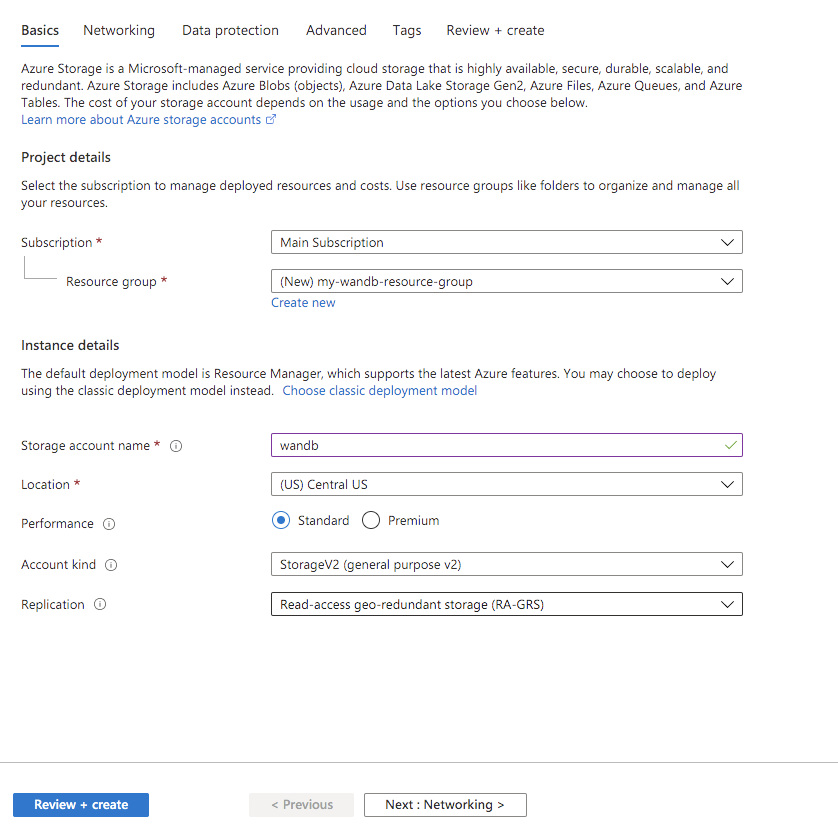 Basics Networking Data protection Advanced Tags Review + create
Azure Storage is a Microsoft-managed service providing cloud storage that is highly available, secure, durable, scalable, and
redundant. Azure Storage includes Azure Blobs (objects), Azure Data Lake Storage Gen2, Azure Files, Azure Queues, and Azure
Tables. The cost of your storage account depends on the usage and the options you choose below.
Learn more about Azure storage accounts
Project details
Select the subscription to manage deployed resources and costs. Use resource groups like folders to organize and manage all
your resources.
Subscription * Main Subscription
Resource group * (New) my-wandb-resource-group
Create new
Instance details
The default deployment model is Resource Manager, which supports the latest Azure features. You may choose to deploy
using the classic deployment model instead. Choose classic deployment model
Storage account name * wandb
Location * (US) Central US
Performance Standard Premium
Account kind StorageV2 (general purpose v2)
Replication Read-access geo-redundant storage (RA-GRS)
Review + create < Previous Next : Networking >